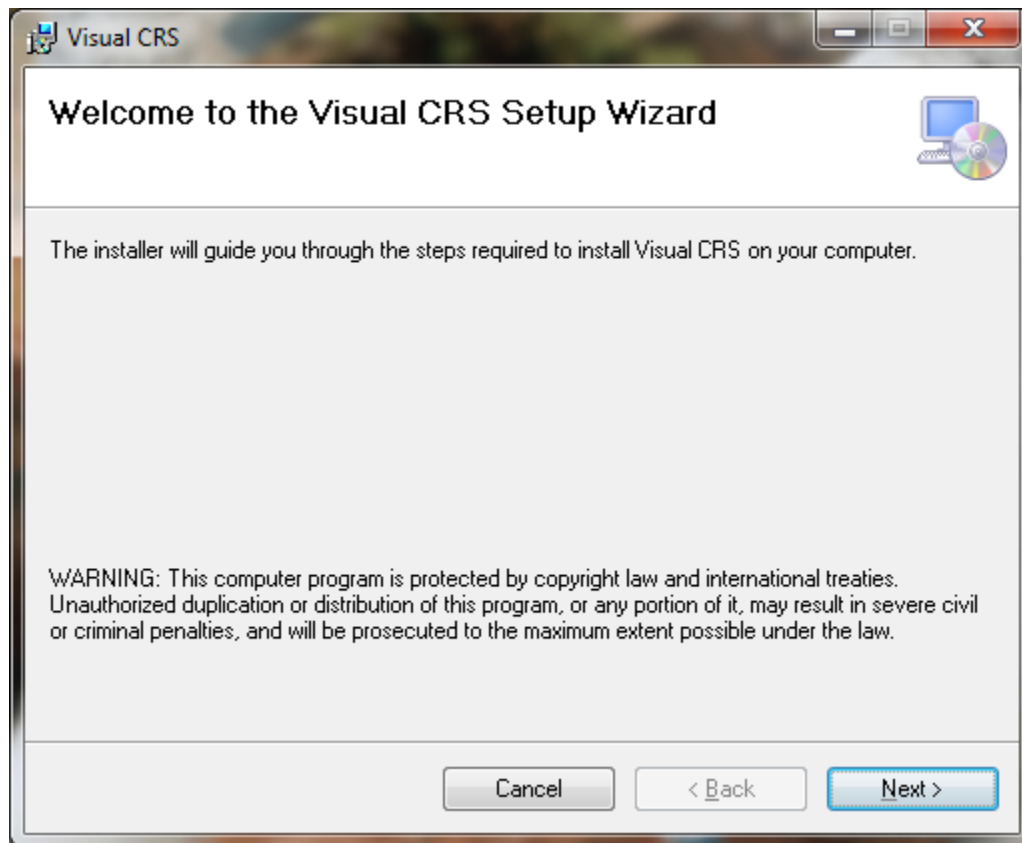 Visual CRS
Welcome to the Visual CRS Setup Wizard
The installer will guide you through the steps required to install Visual CRS on your computer.
WARNING: This computer program is protected by copyright law and international treaties.
Unauthorized duplication or distribution of this program, or any portion of it, may result in severe civil
or criminal penalties, and will be prosecuted to the maximum extent possible under the law.
Cancel < Back Next >